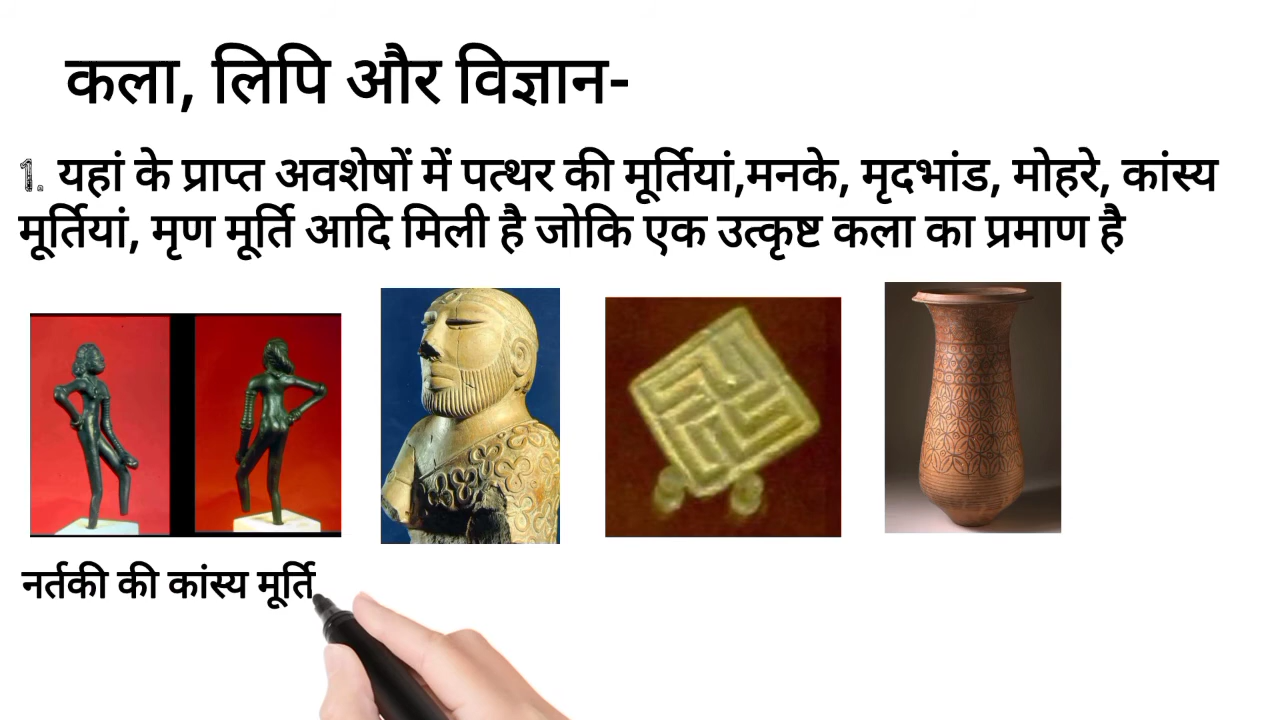 कला, लिपि और विज्ञान-
1. यहां के प्राप्त अवशेषों में पत्थर की मूर्तियां,मनके, मृदभांड, मोहरे, कांस्य
मूर्तियां, मृण मूर्ति आदि मिली है जोकि एक उत्कृष्ट कला का प्रमाण है
नर्तकी की कांस्य मूर्ति